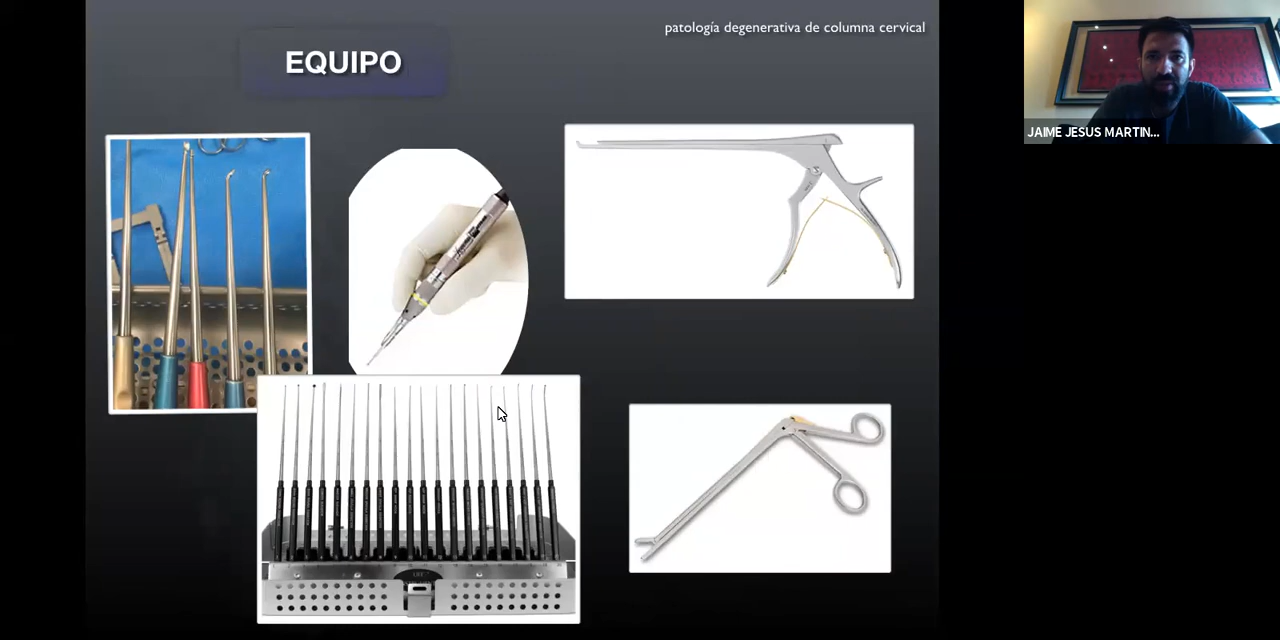 patología degenerativa de columna cervical
EQUIPO
JAIME JESUS MARTIN...